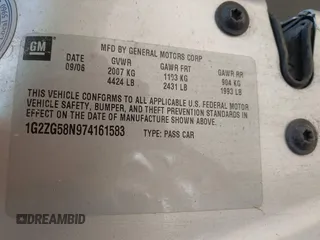 GM
MFD BY GENERAL MOTORS CORP
DATE GVWR GAWR FRT GAWR RR
09/06 2007 KG 1103 KG 904 KG
4424 LB 2431 LB 1993 LB
THIS VEHICLE CONFORMS TO ALL APPLICABLE U.S. FEDERAL MOTOR
VEHICLE SAFETY, BUMPER, AND THEFT PREVENTION STANDARDS IN
EFFECT ON THE DATE OF MANUFACTURE SHOWN ABOVE.
1G2ZG58N974161583 TYPE: PASS CAR
DREAMBID